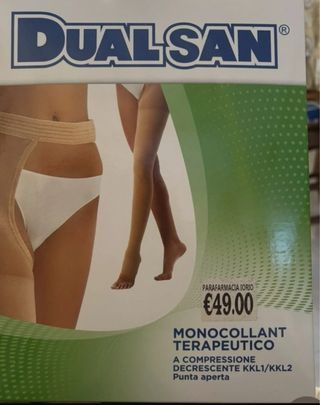 DUALSAN®
PARAFARMACIA IORIO
€49.00
MONOCOLLANT
TERAPEUTICO
A COMPRESSIONE
DECRESCENTE KKL1/KKL2
Punta aperta